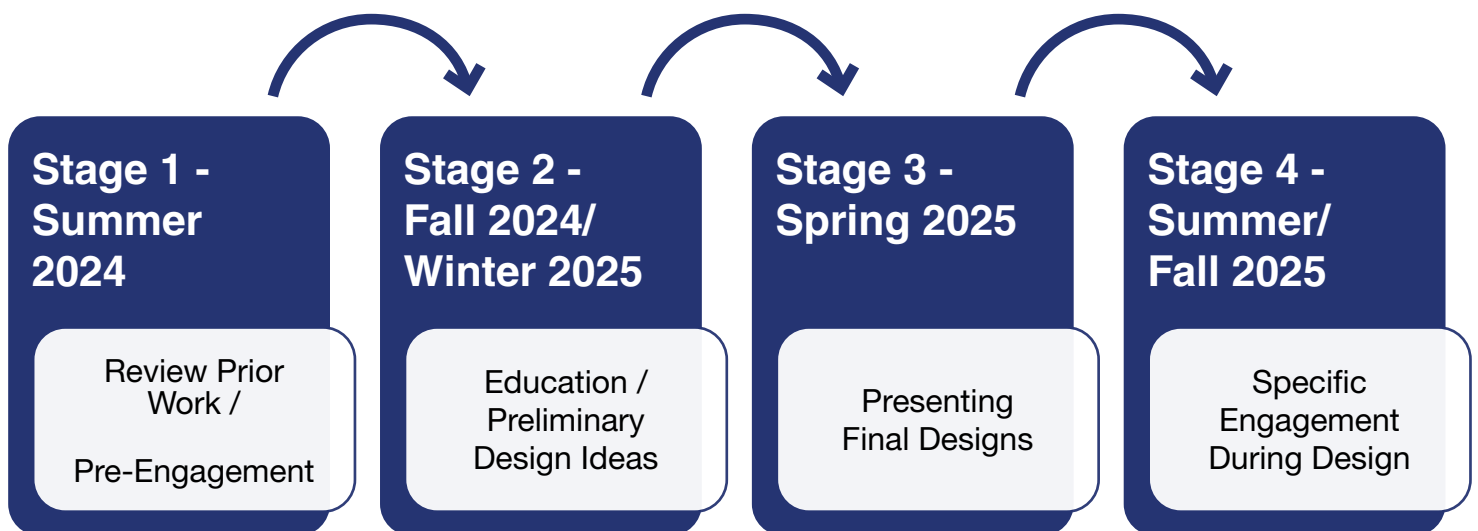 Stage 1 -
Summer
2024
Review Prior
Work /
Pre-Engagement
Stage 2 -
Fall 2024/
Winter 2025
Education /
Preliminary
Design Ideas
Stage 3 -
Spring 2025
Presenting
Final Designs
Stage 4 -
Summer/
Fall 2025
Specific
Engagement
During Design